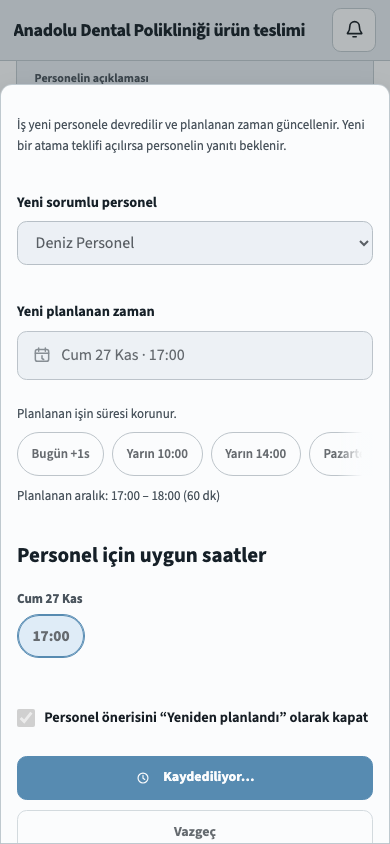 Anadolu Dental Polikliniği ürün teslimi
Personelin açıklaması
İş yeni personele devredilir ve planlanan zaman güncellenir. Yeni
bir atama teklifi açılırsa personelin yanıtı beklenir.
Yeni sorumlu personel
Deniz Personel
Yeni planlanan zaman
Cum 27 Kas · 17:00
Planlanan işin süresi korunur.
Bugün +1s Yarın 10:00 Yarın 14:00
Planlanan aralık: 17:00 – 18:00 (60 dk)
Personel için uygun saatler
Cum 27 Kas
17:00
Personel önerisini “Yeniden planlandı” olarak kapat
Kaydediliyor...
Vazgeç